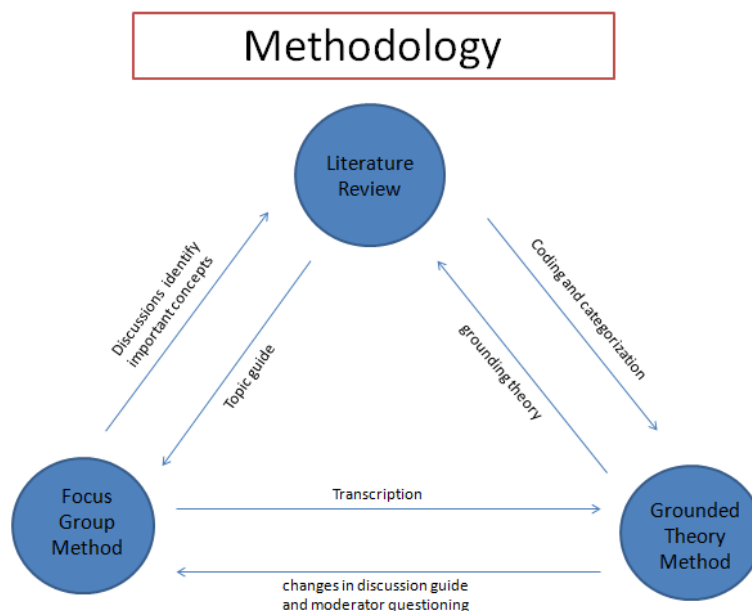 Methodology
Literature
Review
Discussions identify
important concepts
Topic guide
grounding theory
Coding and categorization
Focus
Group
Method
Transcription
Grounded
Theory
Method
changes in discussion guide
and moderator questioning